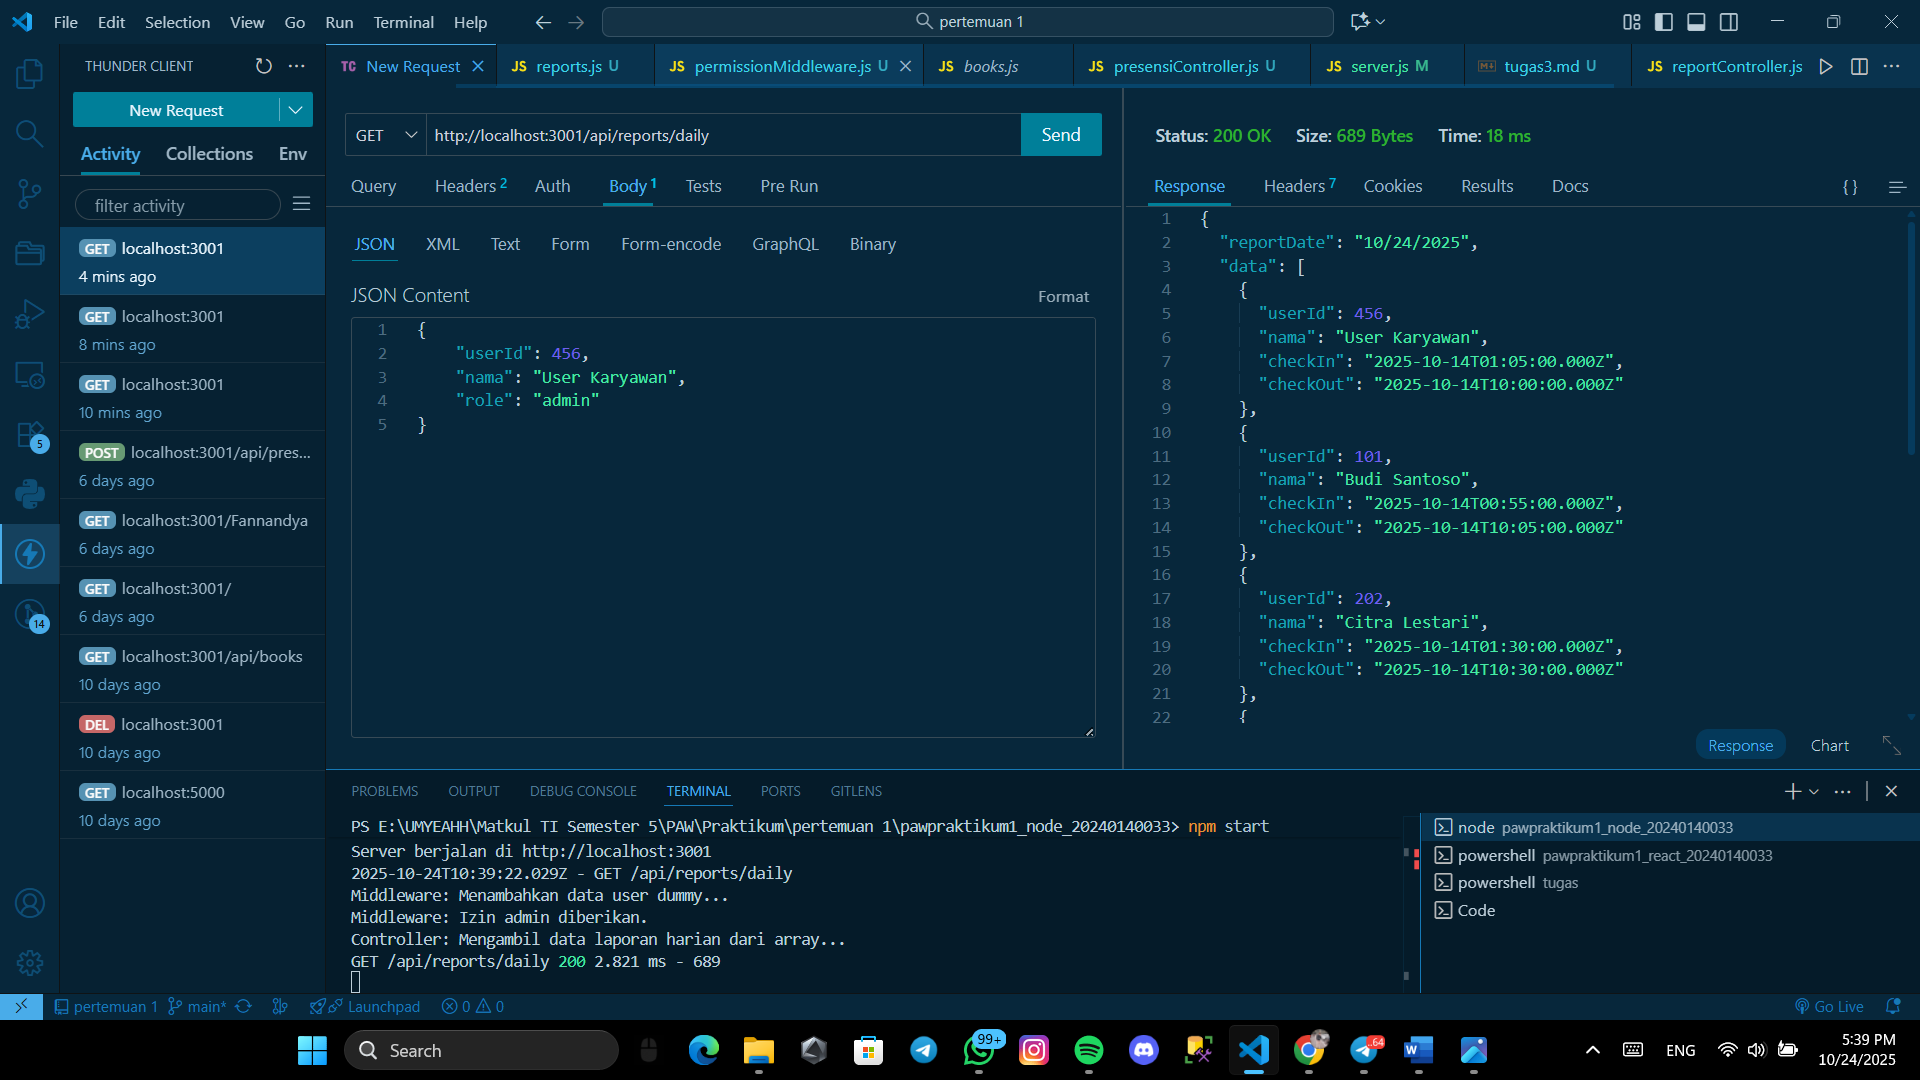 File Edit Selection View Go Run Terminal Help
pertemuan 1
THUNDER CLIENT
New Request
Activity Collections Env
filter activity
GET localhost:3001
4 mins ago
GET localhost:3001
8 mins ago
GET localhost:3001
10 mins ago
POST localhost:3001/api/pres...
6 days ago
GET localhost:3001/Fannandya
6 days ago
GET localhost:3001/
6 days ago
GET localhost:3001/api/books
10 days ago
DEL localhost:3001
10 days ago
GET localhost:5000
10 days ago
5
14
TC New Request
JS reports.js U
JS permissionMiddleware.js U
JS books.js
JS presensiController.js U
JS server.js M
tugas3.md U
JS reportController.js
GET http://localhost:3001/api/reports/daily Send
Query Headers 2 Auth Body 1 Tests Pre Run
JSON XML Text Form Form-encode GraphQL Binary
JSON Content Format
1 {
2 "userId": 456,
3 "nama": "User Karyawan",
4 "role": "admin"
5 }
Status: 200 OK Size: 689 Bytes Time: 18 ms
Response Headers 7 Cookies Results Docs {}
1 {
2 "reportDate": "10/24/2025",
3 "data": [
4 {
5 "userId": 456,
6 "nama": "User Karyawan",
7 "checkIn": "2025-10-14T01:05:00.000Z",
8 "checkOut": "2025-10-14T10:00:00.000Z"
9 },
10 {
11 "userId": 101,
12 "nama": "Budi Santoso",
13 "checkIn": "2025-10-14T00:55:00.000Z",
14 "checkOut": "2025-10-14T10:05:00.000Z"
15 },
16 {
17 "userId": 202,
18 "nama": "Citra Lestari",
19 "checkIn": "2025-10-14T01:30:00.000Z",
20 "checkOut": "2025-10-14T10:30:00.000Z"
21 },
22 {
Response Chart
PROBLEMS OUTPUT DEBUG CONSOLE TERMINAL PORTS GITLENS
PS E:\UMYEAHH\Matkul TI Semester 5\PAW\Praktikum\pertemuan 1\pawpraktikum1_node_20240140033> npm start
Server berjalan di http://localhost:3001
2025-10-24T10:39:22.029Z - GET /api/reports/daily
Middleware: Menambahkan data user dummy...
Middleware: Izin admin diberikan.
Controller: Mengambil data laporan harian dari array...
GET /api/reports/daily 200 2.821 ms - 689
node pawpraktikum1_node_20240140033
powershell pawpraktikum1_react_20240140033
powershell tugas
Code
pertemuan 1 main* Launchpad 0 0 Go Live
Search
99+
.64
ENG
5:39 PM
10/24/2025